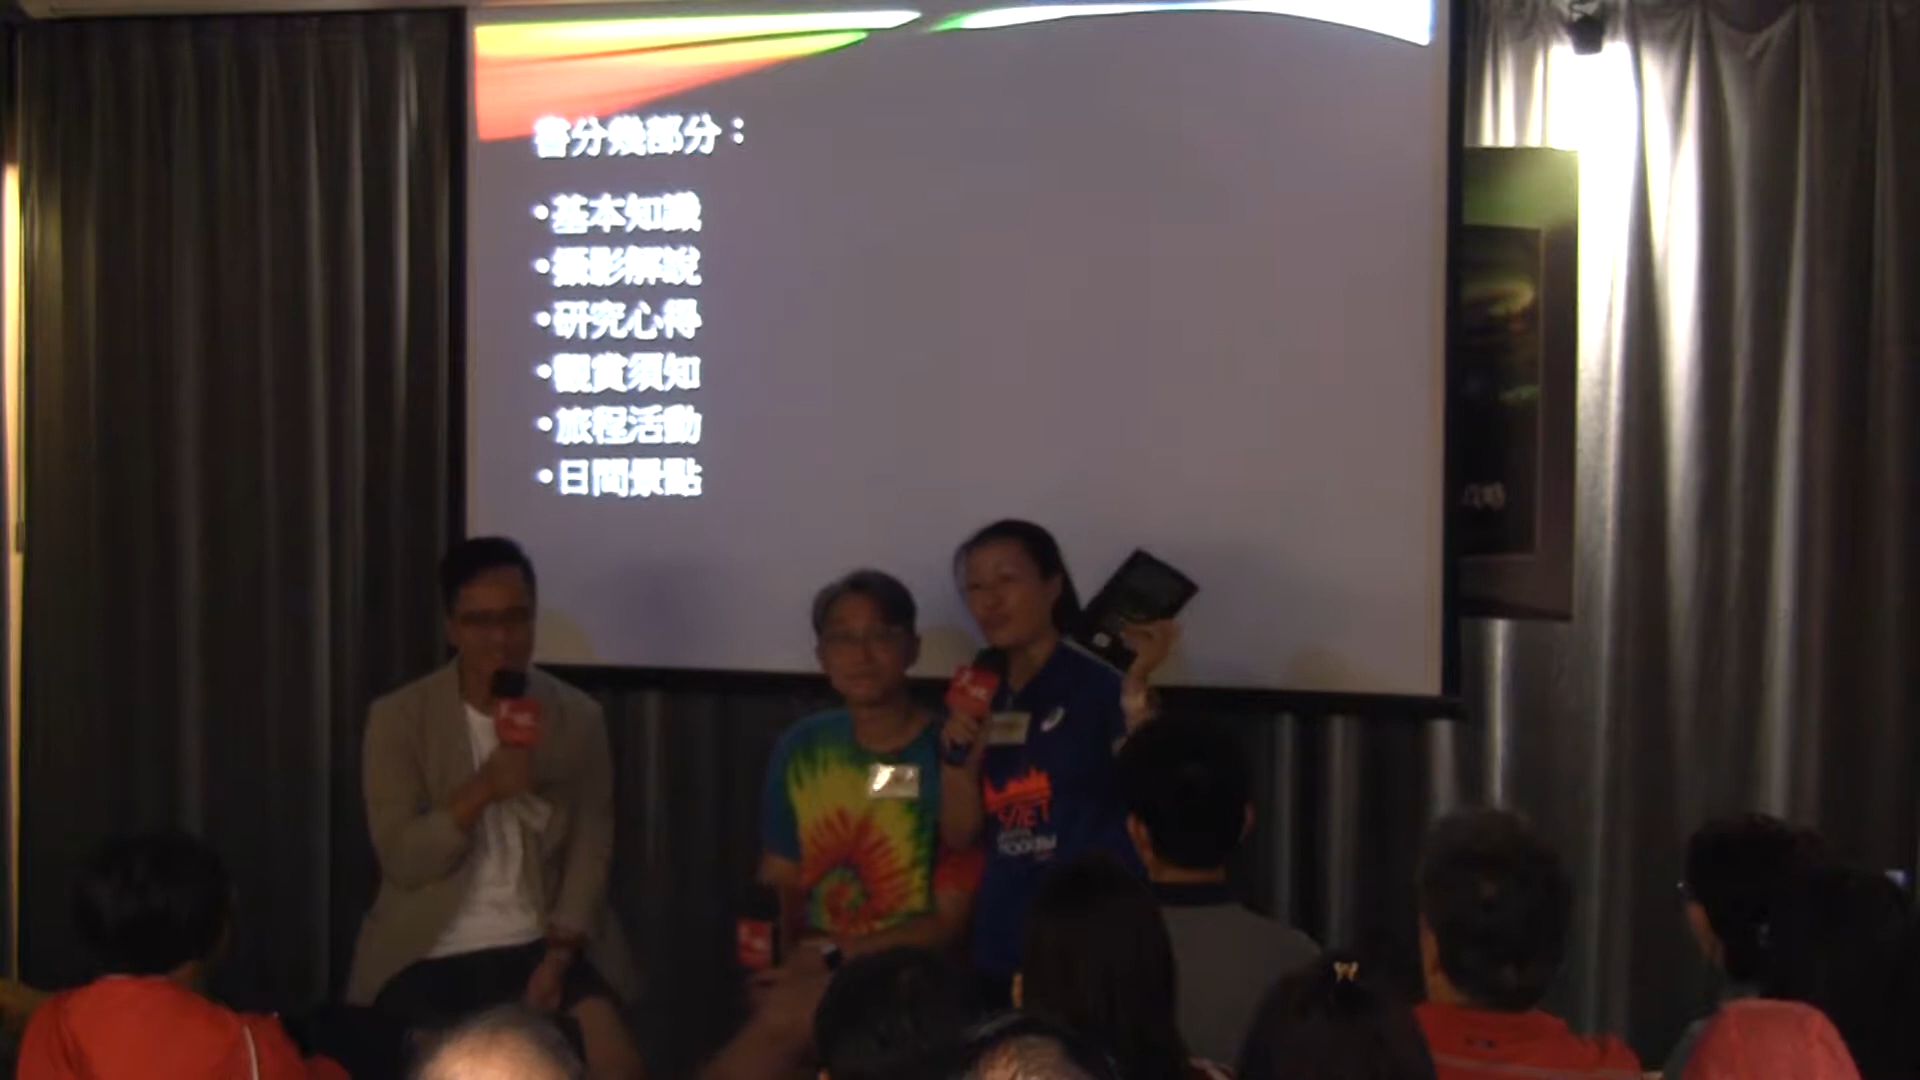 書分幾部分：
•基本知識
•攝影解說
•研究心得
•觀賞須知
•旅程活動
•日間景點